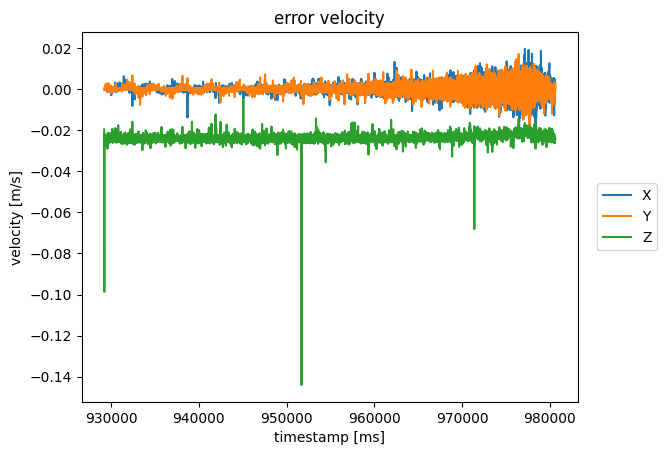 error velocity
0.02
0.00
−0.02
−0.04
−0.06
−0.08
−0.10
−0.12
−0.14
velocity [m/s]
930000 940000 950000 960000 970000 980000
timestamp [ms]
X
Y
Z